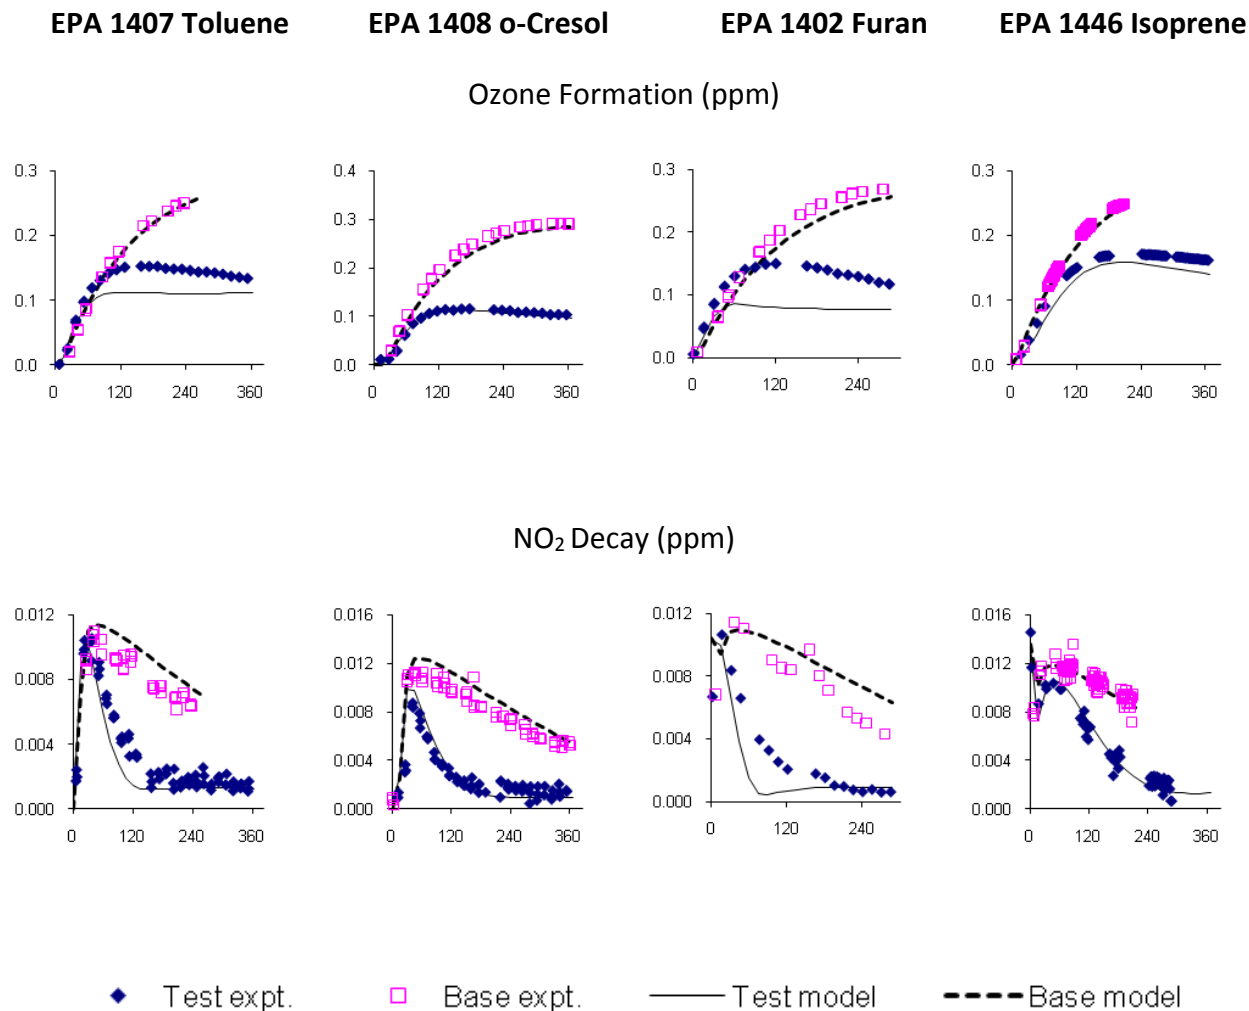 EPA 1407 Toluene EPA 1408 o-Cresol EPA 1402 Furan EPA 1446 Isoprene
Ozone Formation (ppm)
0.3 0.4 0.3 0.3
0.3
0.2 0.2 0.2
0.2
0.1 0.1 0.1
0.1
0.0 0.0 0.0 0.0
0 120 240 360 0 120 240 360 0 120 240 0 120 240 360
NO₂ Decay (ppm)
0.012 0.016 0.012 0.016
0.012 0.012
0.008 0.008 0.008
0.008
0.004 0.004 0.004 0.004
0.000 0.000 0.000 0.000
0 120 240 360 0 120 240 360 0 120 240 0 120 240 360
Test expt. Base expt. Test model Base model